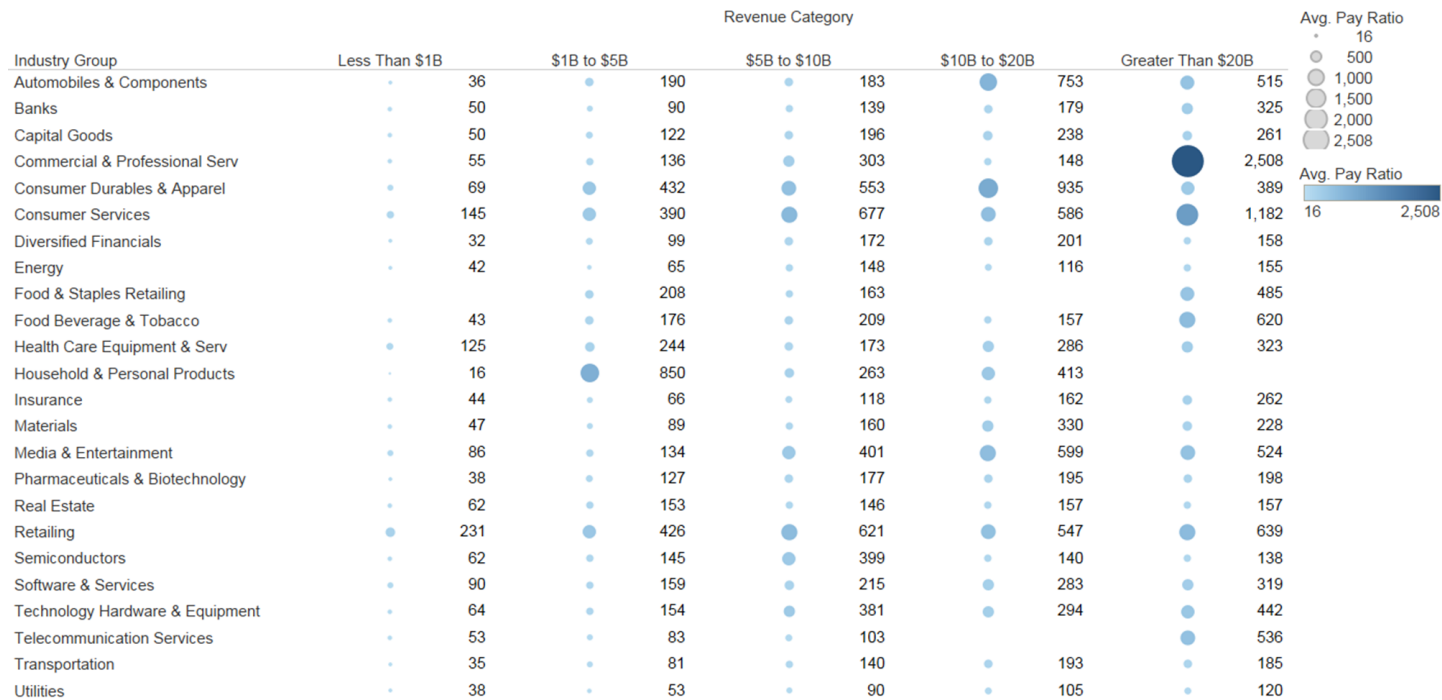 Revenue Category
Industry Group Less Than $1B $1B to $5B $5B to $10B $10B to $20B Greater Than $20B
Automobiles & Components 36 190 183 753 515
Banks 50 90 139 179 325
Capital Goods 50 122 196 238 261
Commercial & Professional Serv 55 136 303 148 2,508
Consumer Durables & Apparel 69 432 553 935 389
Consumer Services 145 390 677 586 1,182
Diversified Financials 32 99 172 201 158
Energy 42 65 148 116 155
Food & Staples Retailing 208 163 485
Food Beverage & Tobacco 43 176 209 157 620
Health Care Equipment & Serv 125 244 173 286 323
Household & Personal Products 16 850 263 413
Insurance 44 66 118 162 262
Materials 47 89 160 330 228
Media & Entertainment 86 134 401 599 524
Pharmaceuticals & Biotechnology 38 127 177 195 198
Real Estate 62 153 146 157 157
Retailing 231 426 621 547 639
Semiconductors 62 145 399 140 138
Software & Services 90 159 215 283 319
Technology Hardware & Equipment 64 154 381 294 442
Telecommunication Services 53 83 103 536
Transportation 35 81 140 193 185
Utilities 38 53 90 105 120
Avg. Pay Ratio
16
500
1,000
1,500
2,000
2,508
Avg. Pay Ratio
16 2,508